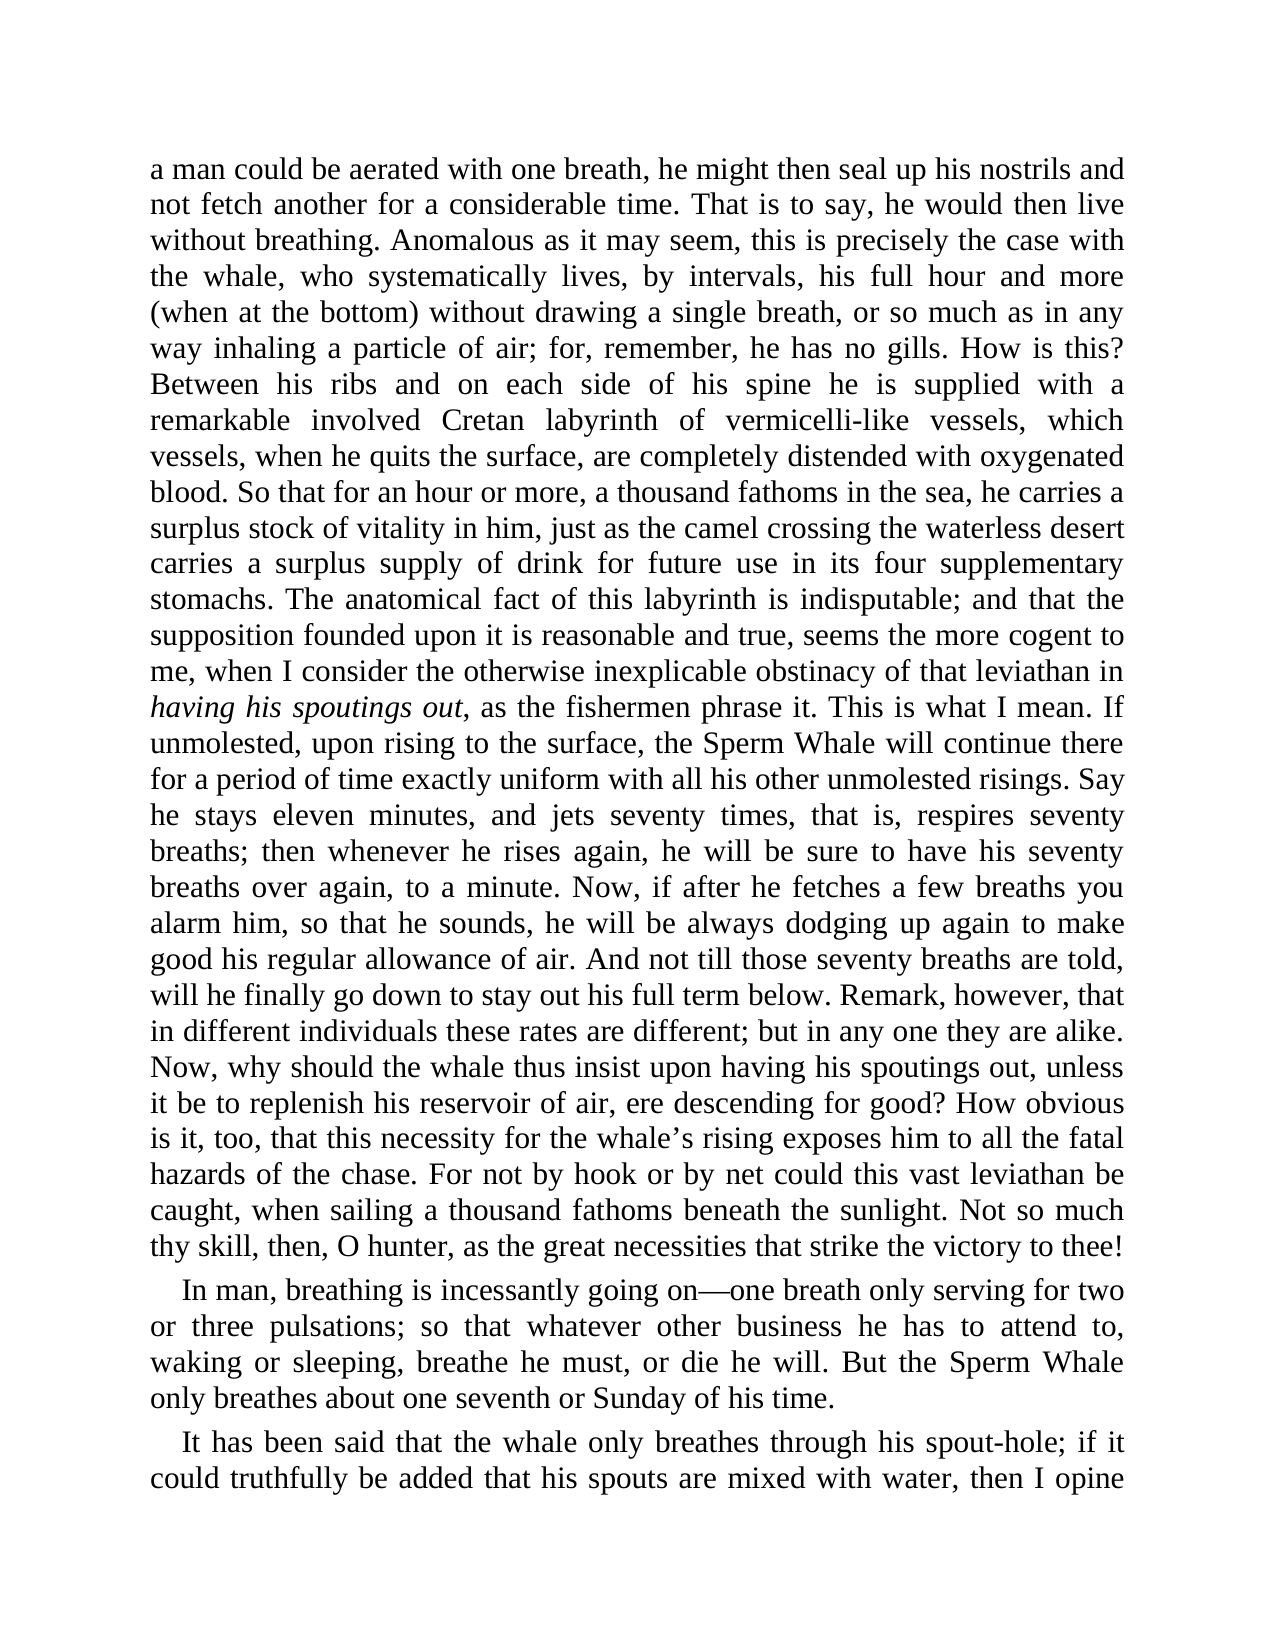 a man could be aerated with one breath, he might then seal up his nostrils and
not fetch another for a considerable time. That is to say, he would then live
without breathing. Anomalous as it may seem, this is precisely the case with
the whale, who systematically lives, by intervals, his full hour and more
(when at the bottom) without drawing a single breath, or so much as in any
way inhaling a particle of air; for, remember, he has no gills. How is this?
Between his ribs and on each side of his spine he is supplied with a
remarkable involved Cretan labyrinth of vermicelli-like vessels, which
vessels, when he quits the surface, are completely distended with oxygenated
blood. So that for an hour or more, a thousand fathoms in the sea, he carries a
surplus stock of vitality in him, just as the camel crossing the waterless desert
carries a surplus supply of drink for future use in its four supplementary
stomachs. The anatomical fact of this labyrinth is indisputable; and that the
supposition founded upon it is reasonable and true, seems the more cogent to
me, when I consider the otherwise inexplicable obstinacy of that leviathan in
having his spoutings out, as the fishermen phrase it. This is what I mean. If
unmolested, upon rising to the surface, the Sperm Whale will continue there
for a period of time exactly uniform with all his other unmolested risings. Say
he stays eleven minutes, and jets seventy times, that is, respires seventy
breaths; then whenever he rises again, he will be sure to have his seventy
breaths over again, to a minute. Now, if after he fetches a few breaths you
alarm him, so that he sounds, he will be always dodging up again to make
good his regular allowance of air. And not till those seventy breaths are told,
will he finally go down to stay out his full term below. Remark, however, that
in different individuals these rates are different; but in any one they are alike.
Now, why should the whale thus insist upon having his spoutings out, unless
it be to replenish his reservoir of air, ere descending for good? How obvious
is it, too, that this necessity for the whale’s rising exposes him to all the fatal
hazards of the chase. For not by hook or by net could this vast leviathan be
caught, when sailing a thousand fathoms beneath the sunlight. Not so much
thy skill, then, O hunter, as the great necessities that strike the victory to thee!
In man, breathing is incessantly going on—one breath only serving for two
or three pulsations; so that whatever other business he has to attend to,
waking or sleeping, breathe he must, or die he will. But the Sperm Whale
only breathes about one seventh or Sunday of his time.
It has been said that the whale only breathes through his spout-hole; if it
could truthfully be added that his spouts are mixed with water, then I opine